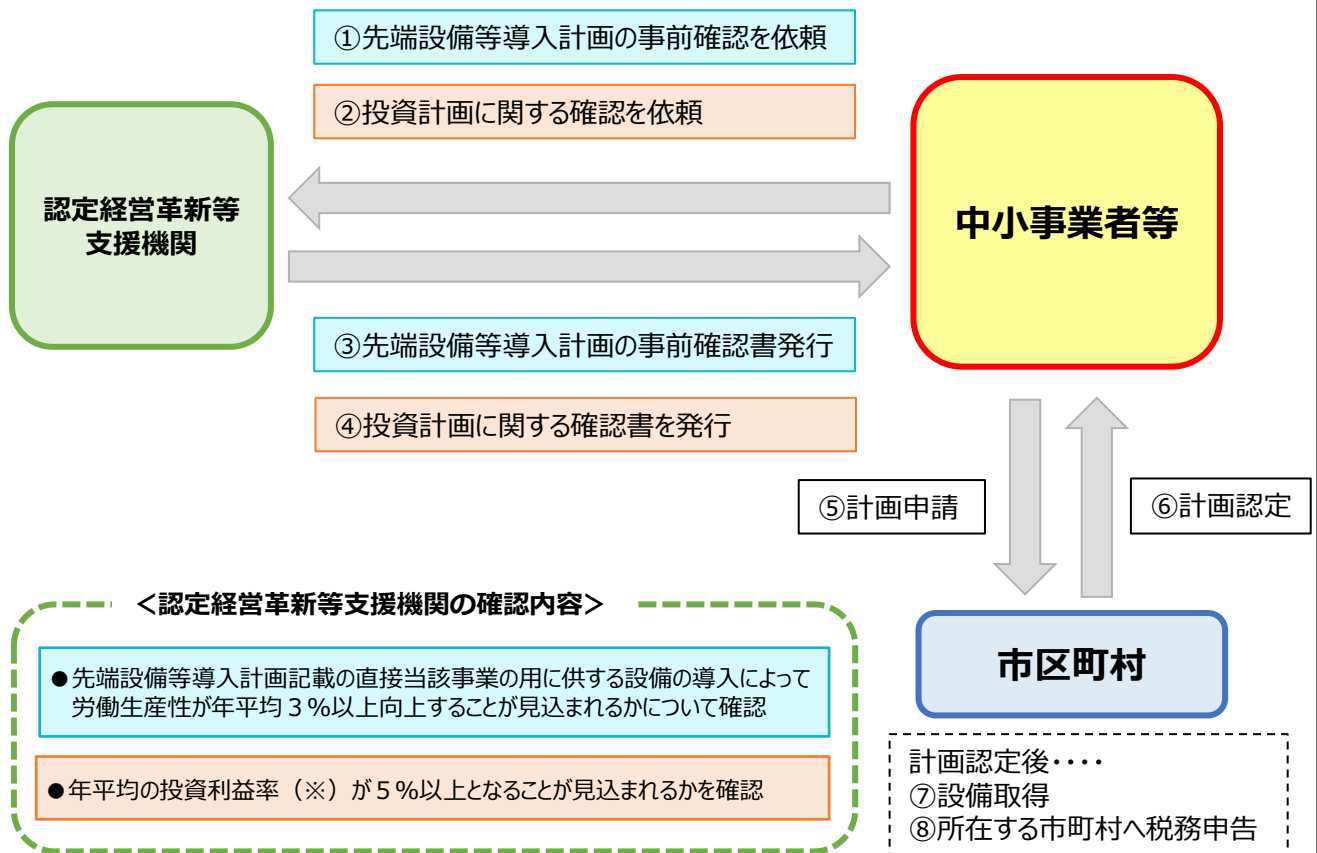 ①先端設備等導入計画の事前確認を依頼
②投資計画に関する確認を依頼
認定経営革新等
支援機関
中小事業者等
③先端設備等導入計画の事前確認書発行
④投資計画に関する確認書を発行
⑤計画申請
⑥計画認定
＜認定経営革新等支援機関の確認内容＞
●先端設備等導入計画記載の直接当該事業の用に供する設備の導入によって
労働生産性が年平均３％以上向上することが見込まれるかについて確認
●年平均の投資利益率（※）が５％以上となることが見込まれるかを確認
市区町村
計画認定後････
⑦設備取得
⑧所在する市町村へ税務申告